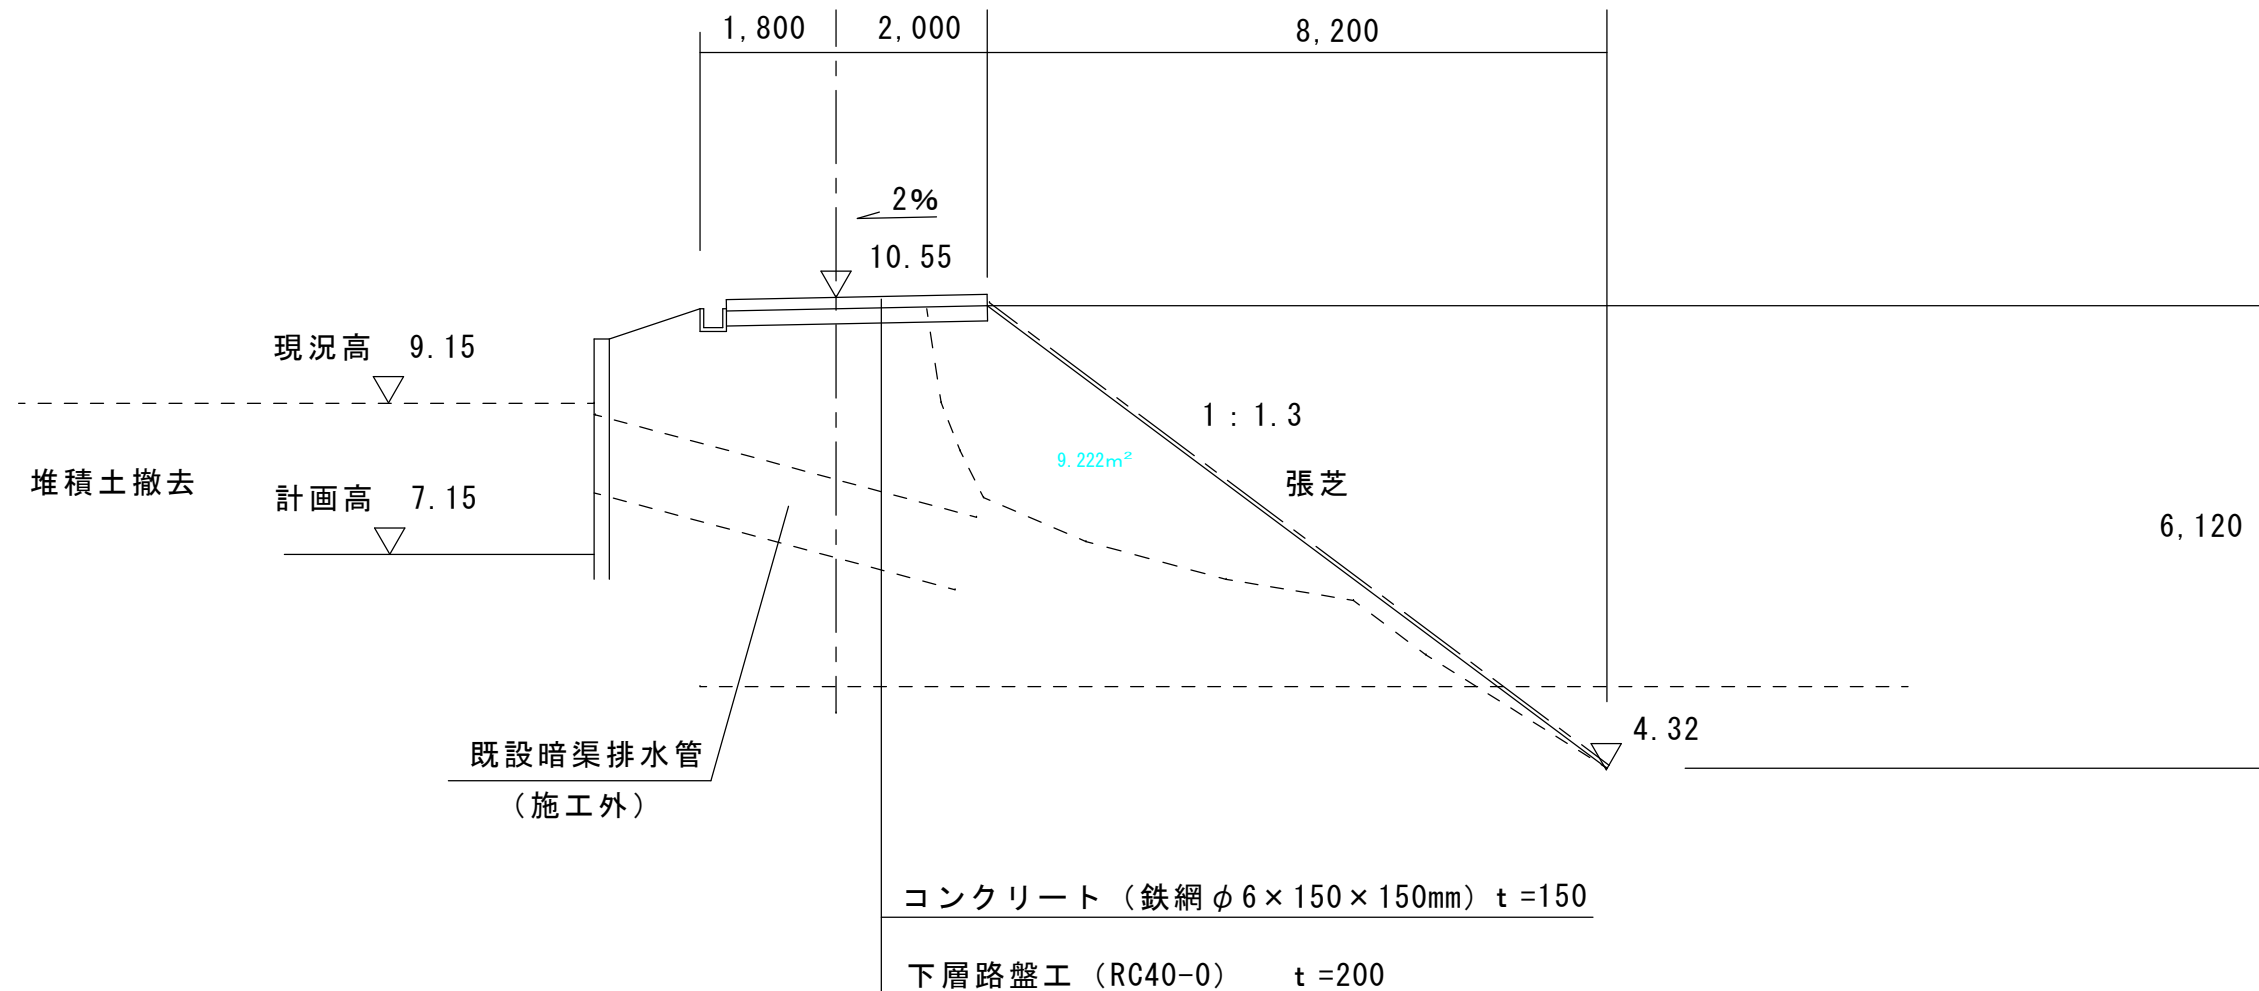 1,800
2,000
8,200
2%
10.55
現況高 9.15
1 : 1.3
9.222m²
堆積土撤去
張芝
計画高 7.15
6,120
4.32
既設暗渠排水管
（施工外）
コンクリート（鉄網φ6×150×150mm）t=150
下層路盤工（RC40-0） t=200